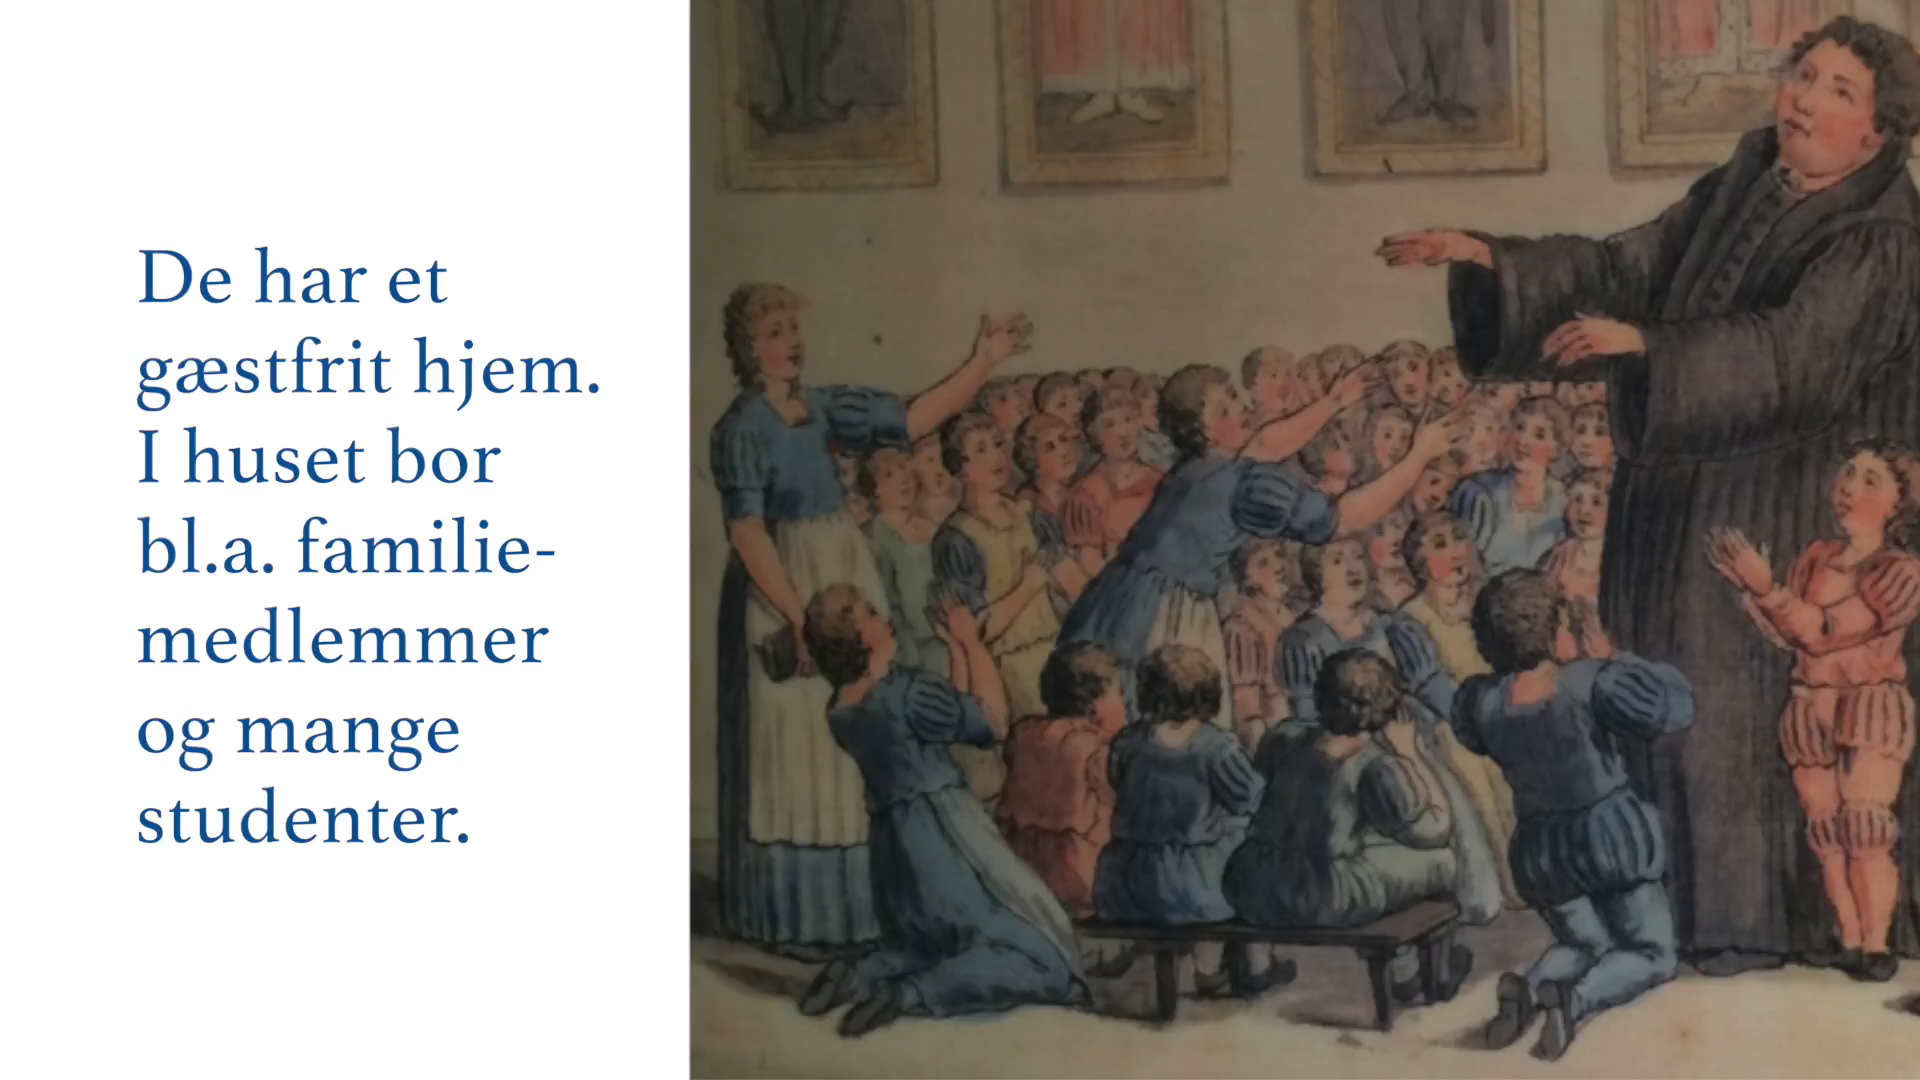 De har et
gæstfrit hjem.
I huset bor
bl.a. familie-
medlemmer
og mange
studenter.